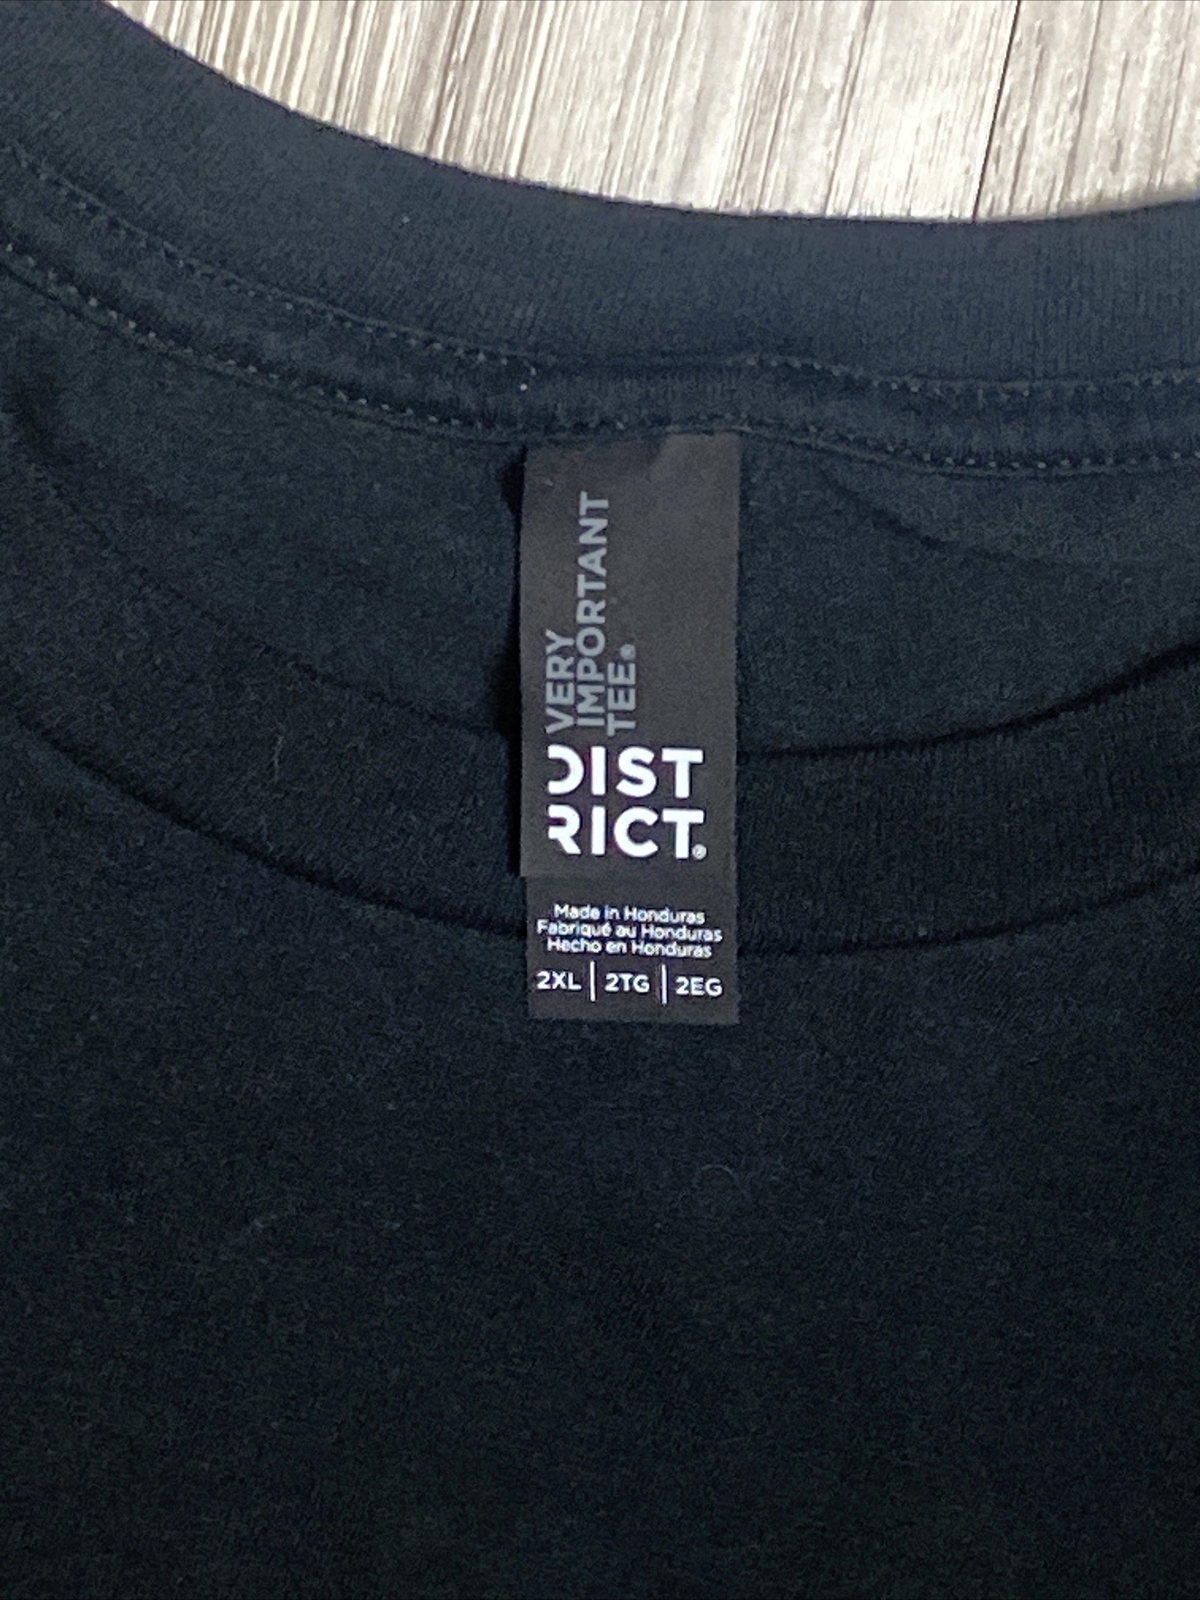 VERY
IMPORTANT
TEE®
DIST
RICT®
Made in Honduras
Fabriqué au Honduras
Hecho en Honduras
2XL | 2TG | 2EG